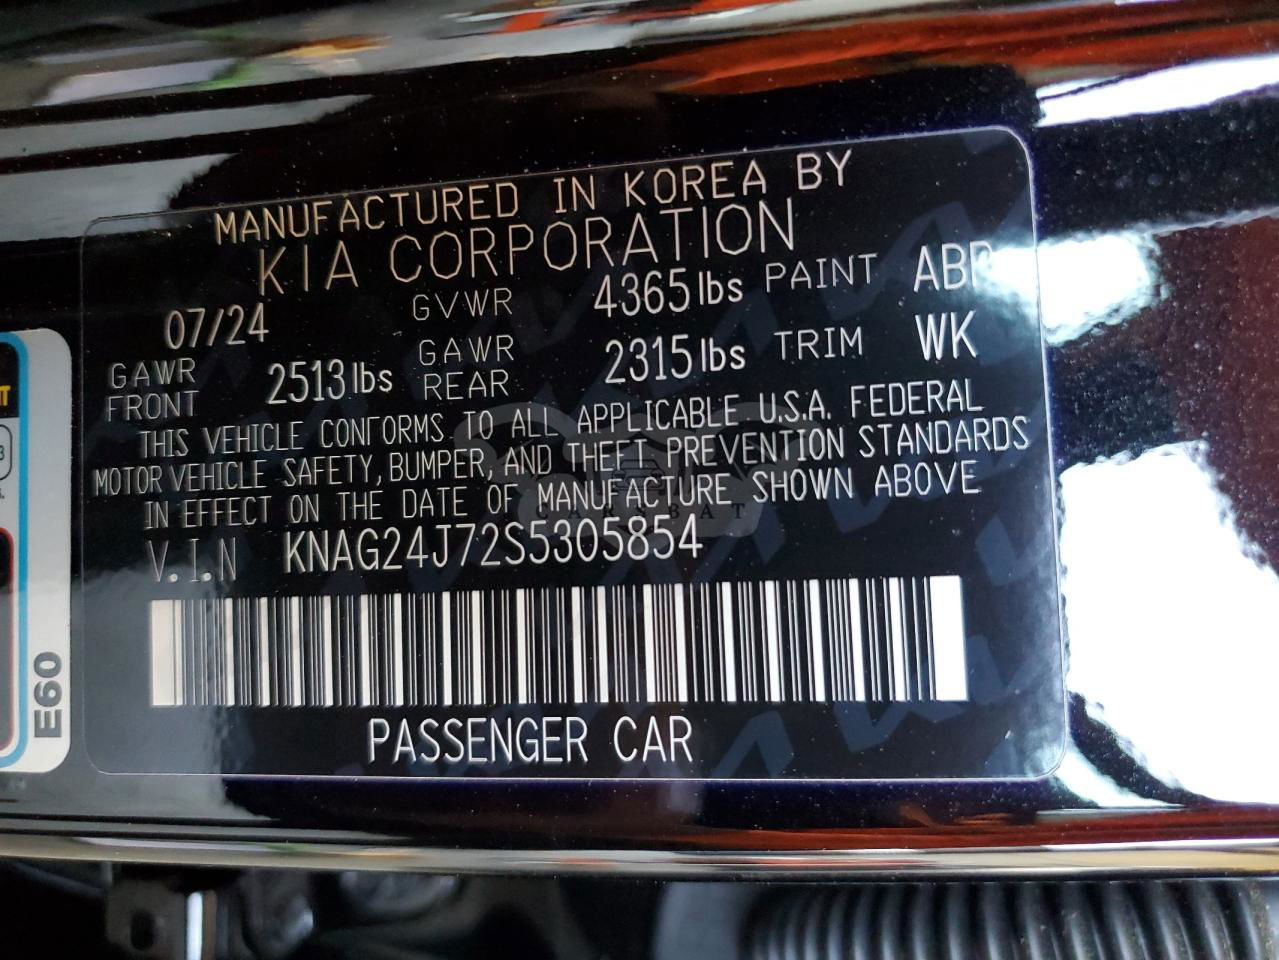 MANUFACTURED IN KOREA BY
KIA CORPORATION
07/24 GVWR 4365 lbs PAINT ABP
GAWR FRONT 2513 lbs GAWR REAR 2315 lbs TRIM WK
THIS VEHICLE CONFORMS TO ALL APPLICABLE U.S.A. FEDERAL
MOTOR VEHICLE SAFETY, BUMPER, AND THEFT PREVENTION STANDARDS
IN EFFECT ON THE DATE OF MANUFACTURE SHOWN ABOVE
V.I.N KNAG24J72S5305854
PASSENGER CAR
E60
CARSBAT